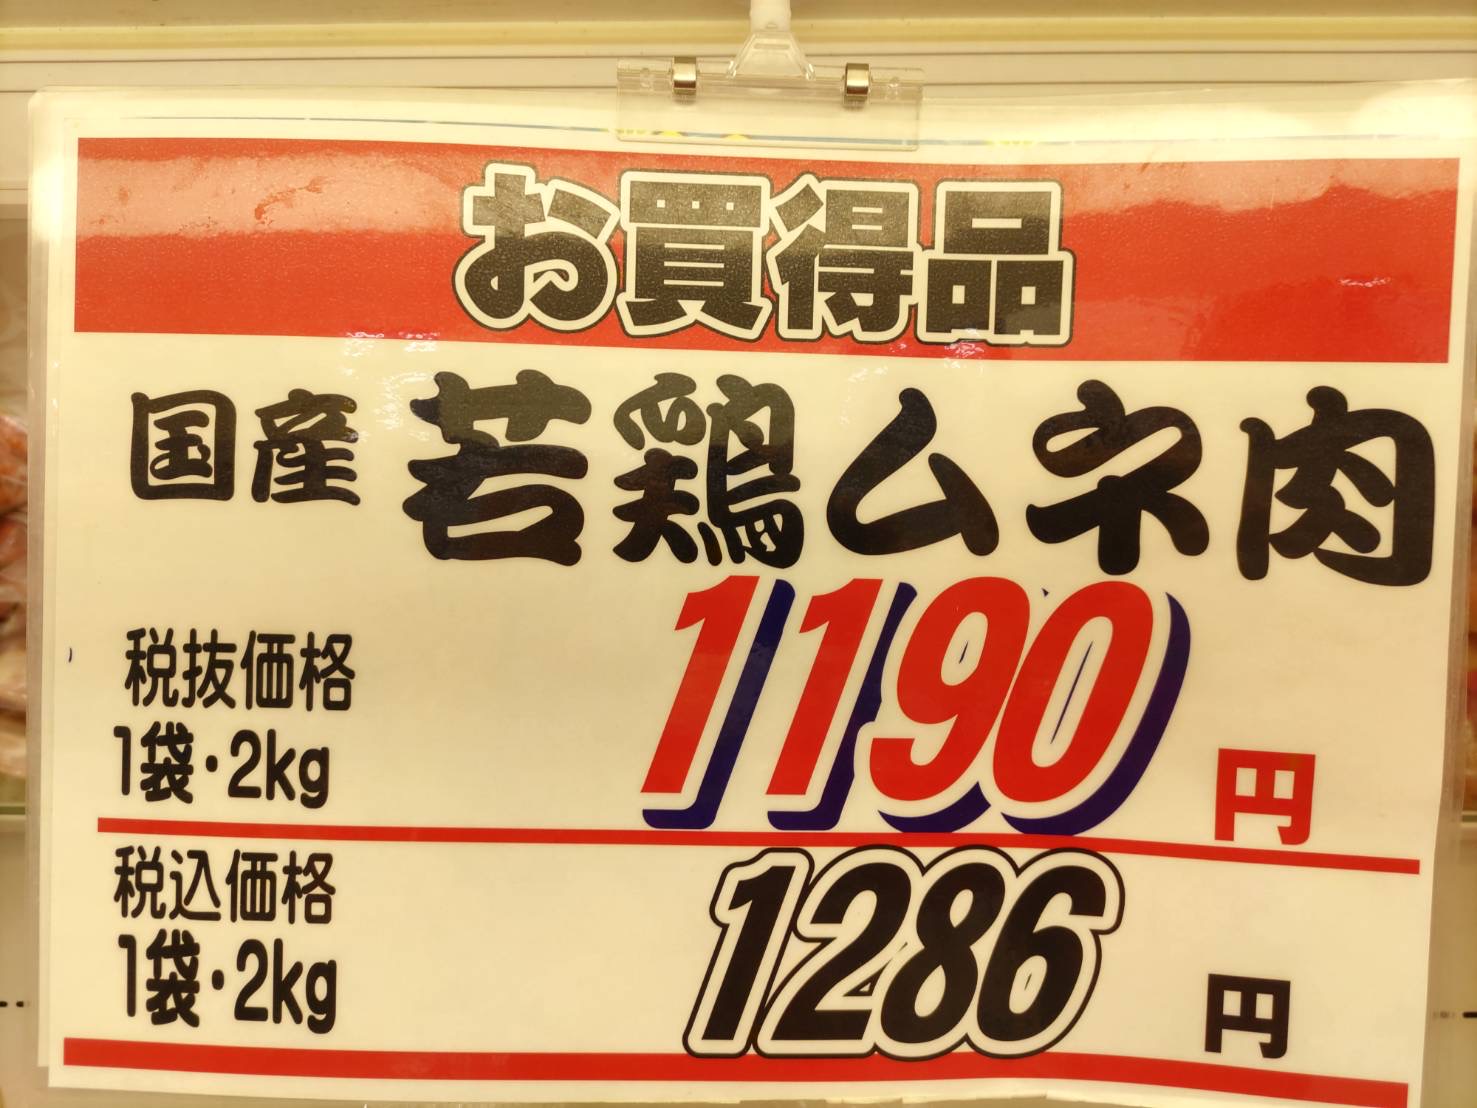 お買得品
国産 若鶏ムネ肉
税抜価格
1袋・2kg 1190円
税込価格
1袋・2kg 1286円